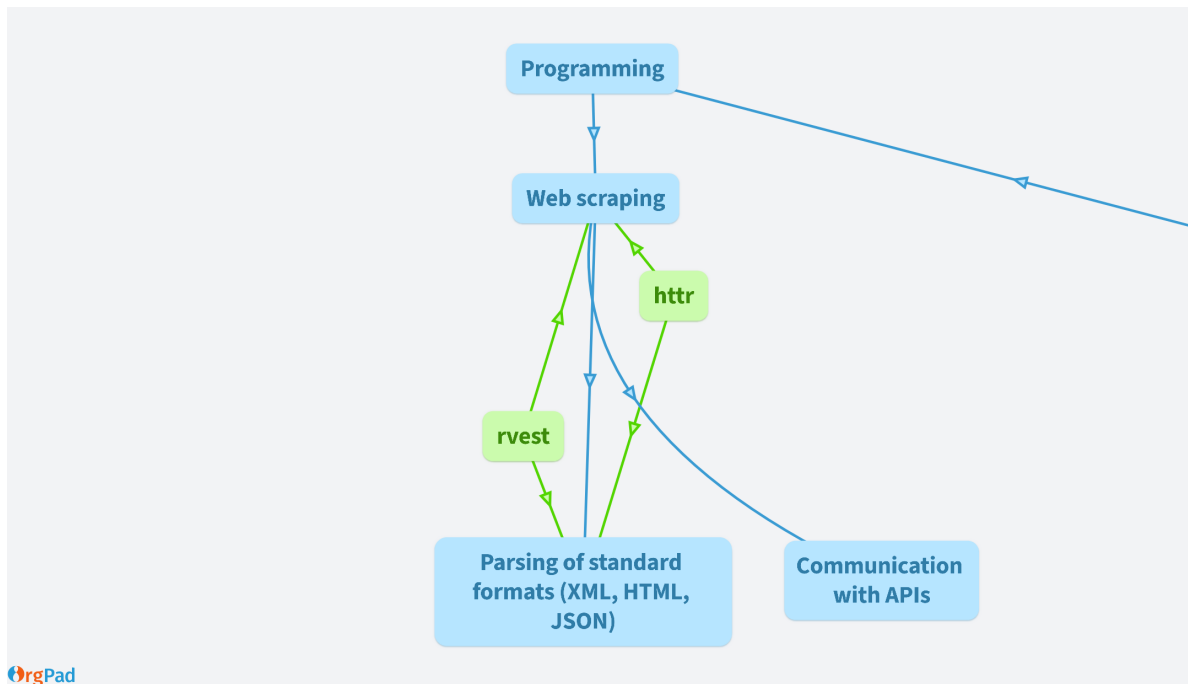 Programming
Web scraping
httr
rvest
Parsing of standard
formats (XML, HTML,
JSON)
Communication
with APIs
OrgPad